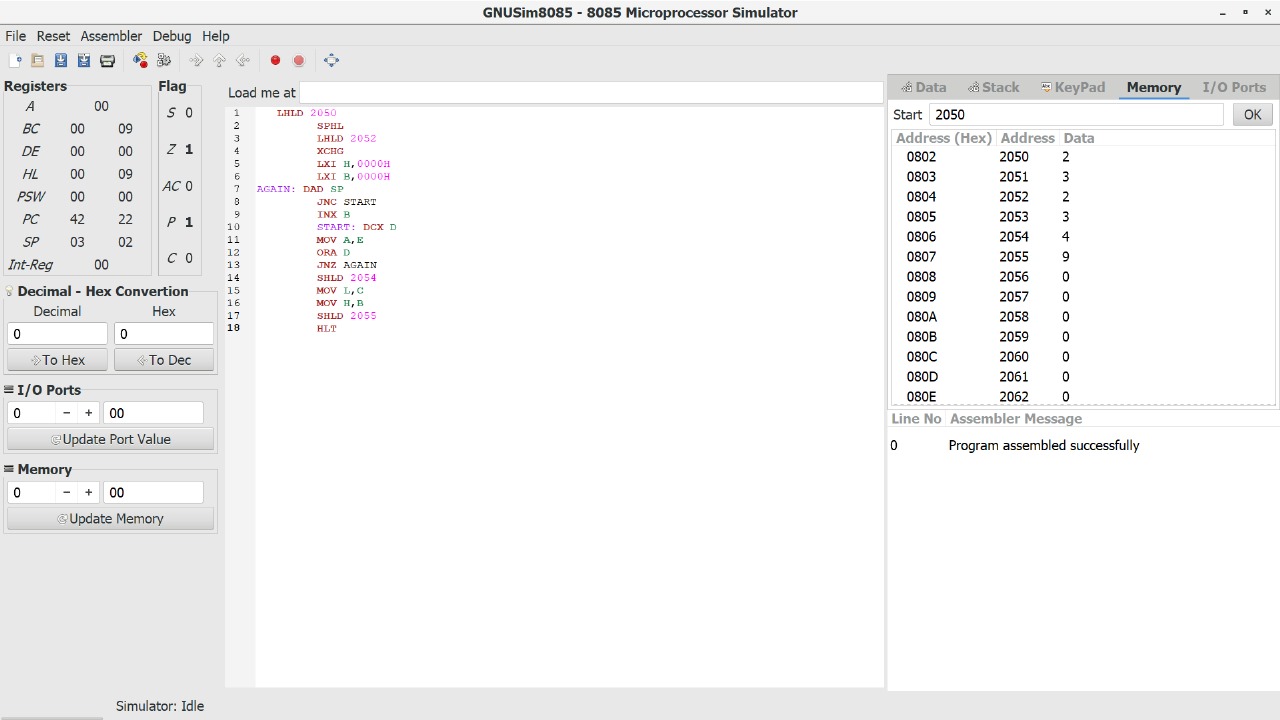 GNUSim8085 - 8085 Microprocessor Simulator
File Reset Assembler Debug Help
Registers
A 00
BC 00 09
DE 00 00
HL 00 09
PSW 00 00
PC 42 22
SP 03 02
Int-Reg 00
Flag
S 0
Z 1
AC 0
P 1
C 0
Decimal - Hex Convertion
Decimal Hex
0 0
To Hex To Dec
I/O Ports
0 − + 00
Update Port Value
Memory
0 − + 00
Update Memory
Load me at
1 LHLD 2050
2 SPHL
3 LHLD 2052
4 XCHG
5 LXI H,0000H
6 LXI B,0000H
7 AGAIN: DAD SP
8 JNC START
9 INX B
10 START: DCX D
11 MOV A,E
12 ORA D
13 JNZ AGAIN
14 SHLD 2054
15 MOV L,C
16 MOV H,B
17 SHLD 2055
18 HLT
Data Stack KeyPad Memory I/O Ports
Start 2050 OK
Address (Hex) Address Data
0802 2050 2
0803 2051 3
0804 2052 2
0805 2053 3
0806 2054 4
0807 2055 9
0808 2056 0
0809 2057 0
080A 2058 0
080B 2059 0
080C 2060 0
080D 2061 0
080E 2062 0
Line No Assembler Message
0 Program assembled successfully
Simulator: Idle